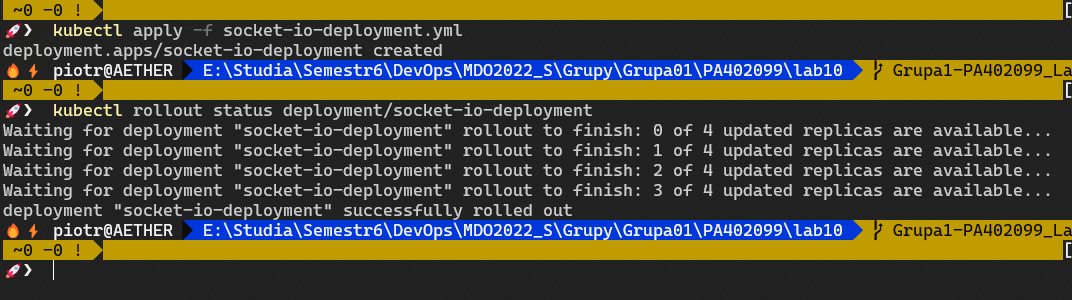 ~0 -0 !
🚀❯ kubectl apply -f socket-io-deployment.yml
deployment.apps/socket-io-deployment created
🔥⚡ piotr@AETHER E:\Studia\Semestr6\DevOps\MDO2022_S\Grupy\Grupa01\PA402099\lab10 Grupa1-PA402099_La
~0 -0 !
🚀❯ kubectl rollout status deployment/socket-io-deployment
Waiting for deployment "socket-io-deployment" rollout to finish: 0 of 4 updated replicas are available...
Waiting for deployment "socket-io-deployment" rollout to finish: 1 of 4 updated replicas are available...
Waiting for deployment "socket-io-deployment" rollout to finish: 2 of 4 updated replicas are available...
Waiting for deployment "socket-io-deployment" rollout to finish: 3 of 4 updated replicas are available...
deployment "socket-io-deployment" successfully rolled out
🔥⚡ piotr@AETHER E:\Studia\Semestr6\DevOps\MDO2022_S\Grupy\Grupa01\PA402099\lab10 Grupa1-PA402099_La
~0 -0 !
🚀❯